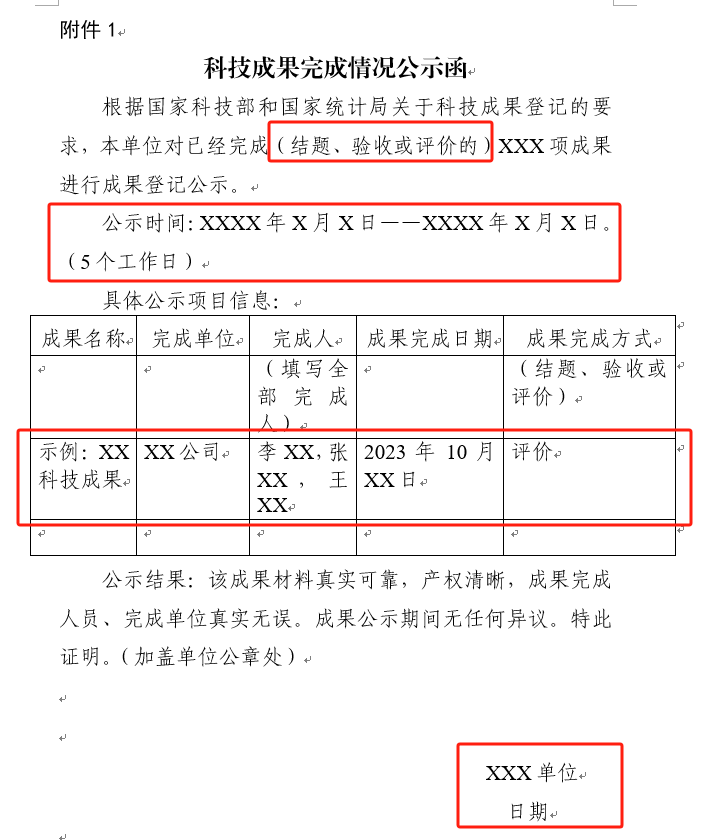 附件 1
科技成果完成情况公示函
根据国家科技部和国家统计局关于科技成果登记的要
求，本单位对已经完成（结题、验收或评价的）XXX 项成果
进行成果登记公示。
公示时间：XXXX 年 X 月 X 日——XXXX 年 X 月 X 日。
（5 个工作日）
具体公示项目信息：
成果名称 完成单位 完成人 成果完成日期 成果完成方式
（填写全 （结题、验收或
部完成 评价）
人）
示例：XX XX 公司 李 XX，张 2023 年 10 月 评价
科技成果 XX，王 XX 日
XX
公示结果：该成果材料真实可靠，产权清晰，成果完成
人员、完成单位真实无误。成果公示期间无任何异议。特此
证明。（加盖单位公章处）
XXX 单位
日期